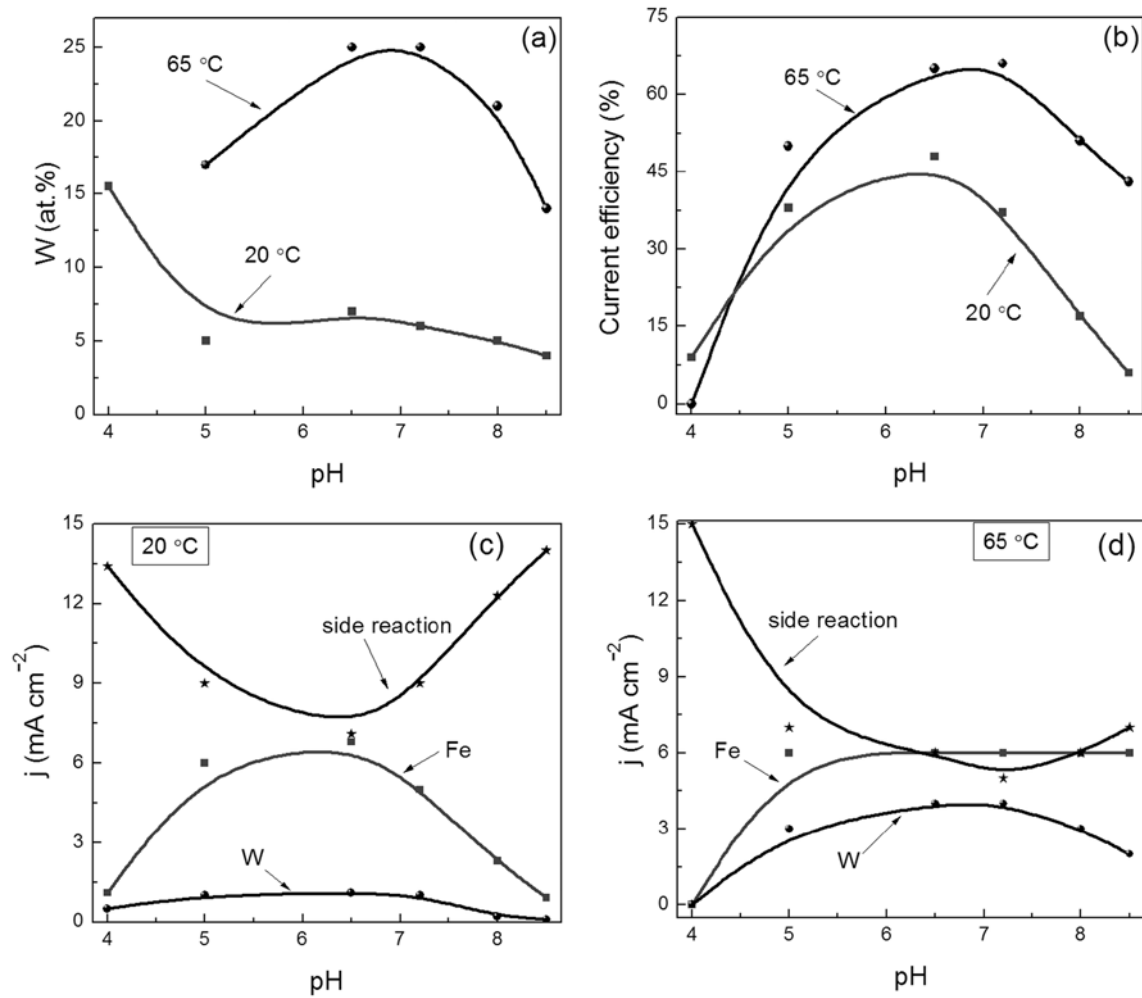 (a)
65 °C
20 °C
W (at.%)
25
20
15
10
5
0
4 5 6 7 8
pH
(b)
65 °C
20 °C
Current efficiency (%)
75
60
45
30
15
0
4 5 6 7 8
pH
20 °C
(c)
side reaction
Fe
W
j (mA cm⁻²)
15
12
9
6
3
0
4 5 6 7 8
pH
65 °C
(d)
side reaction
Fe
W
j (mA cm⁻²)
15
12
9
6
3
0
4 5 6 7 8
pH